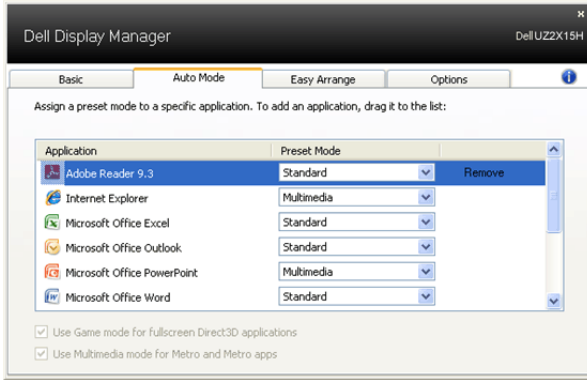 Dell Display Manager
Dell UZ2X15H
Basic
Auto Mode
Easy Arrange
Options
Assign a preset mode to a specific application. To add an application, drag it to the list:
Application Preset Mode
Adobe Reader 9.3 Standard Remove
Internet Explorer Multimedia
Microsoft Office Excel Standard
Microsoft Office Outlook Standard
Microsoft Office PowerPoint Multimedia
Microsoft Office Word Standard
Use Game mode for fullscreen Direct3D applications
Use Multimedia mode for Metro and Metro apps